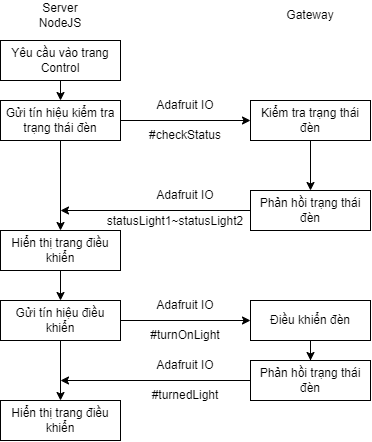 Server
NodeJS
Gateway
Yêu cầu vào trang
Control
Gửi tín hiệu kiểm tra
trạng thái đèn
Adafruit IO
#checkStatus
Kiểm tra trạng thái
đèn
Adafruit IO
statusLight1~statusLight2
Phản hồi trạng thái
đèn
Hiển thị trang điều
khiển
Gửi tín hiệu điều
khiển
Adafruit IO
#turnOnLight
Điều khiển đèn
Adafruit IO
#turnedLight
Phản hồi trạng thái
đèn
Hiển thị trang điều
khiển